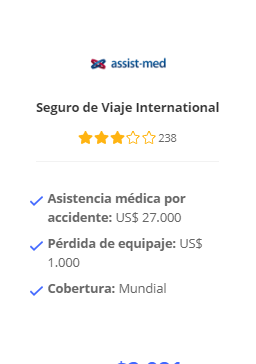 assist-med
Seguro de Viaje International
238
Asistencia médica por
accidente: US$ 27.000
Pérdida de equipaje: US$
1.000
Cobertura: Mundial